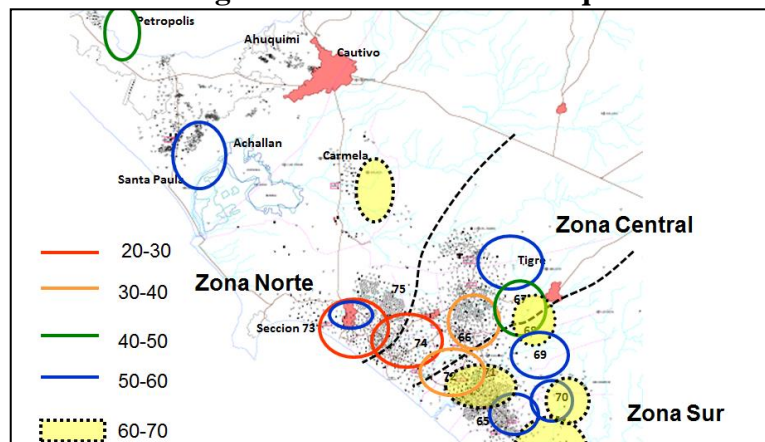 Petropolis
Ahuquimi
Cautivo
Achallan
Carmela
Santa Paula
Zona Central
Tigre
20-30
Zona Norte
30-40
75
67
Seccion 73
40-50
74
66
69
50-60
70
65
Zona Sur
60-70